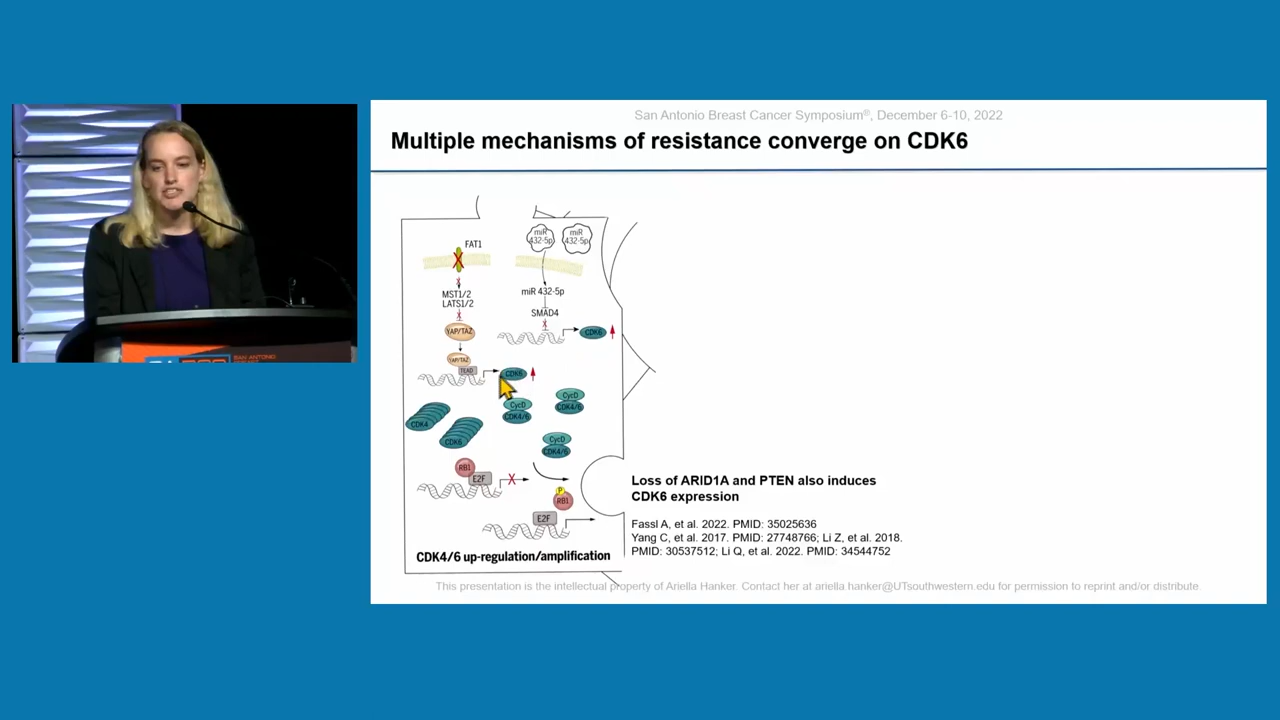 San Antonio Breast Cancer Symposium®, December 6-10, 2022
Multiple mechanisms of resistance converge on CDK6
FAT1
miR
432-5p
miR
432-5p
MST1/2
LATS1/2
miR 432-5p
SMAD4
YAP/TAZ
CDK6
YAP/TAZ
TEAD
CDK6
CycD
CDK4/6
CycD
CDK4/6
CDK4
CDK6
CycD
CDK4/6
RB1
E2F
P
RB1
E2F
CDK4/6 up-regulation/amplification
Loss of ARID1A and PTEN also induces
CDK6 expression
Fassl A, et al. 2022. PMID: 35025636
Yang C, et al. 2017. PMID: 27748766; Li Z, et al. 2018.
PMID: 30537512; Li Q, et al. 2022. PMID: 34544752
This presentation is the intellectual property of Ariella Hanker. Contact her at ariella hanker@UTsouthwestern.edu for permission to reprint and/or distribute.
SAN ANTONIO